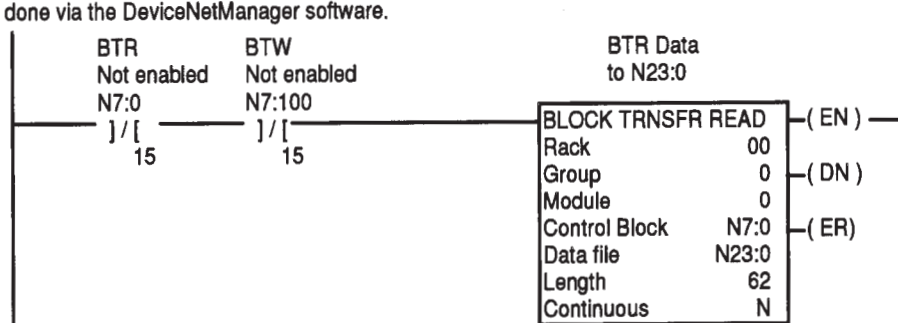 done via the DeviceNetManager software.
BTR BTW BTR Data
Not enabled Not enabled to N23:0
N7:0 N7:100
]/[ ]/[ BLOCK TRNSFR READ ( EN )
15 15 Rack 00
Group 0 ( DN )
Module 0
Control Block N7:0 ( ER)
Data file N23:0
Length 62
Continuous N